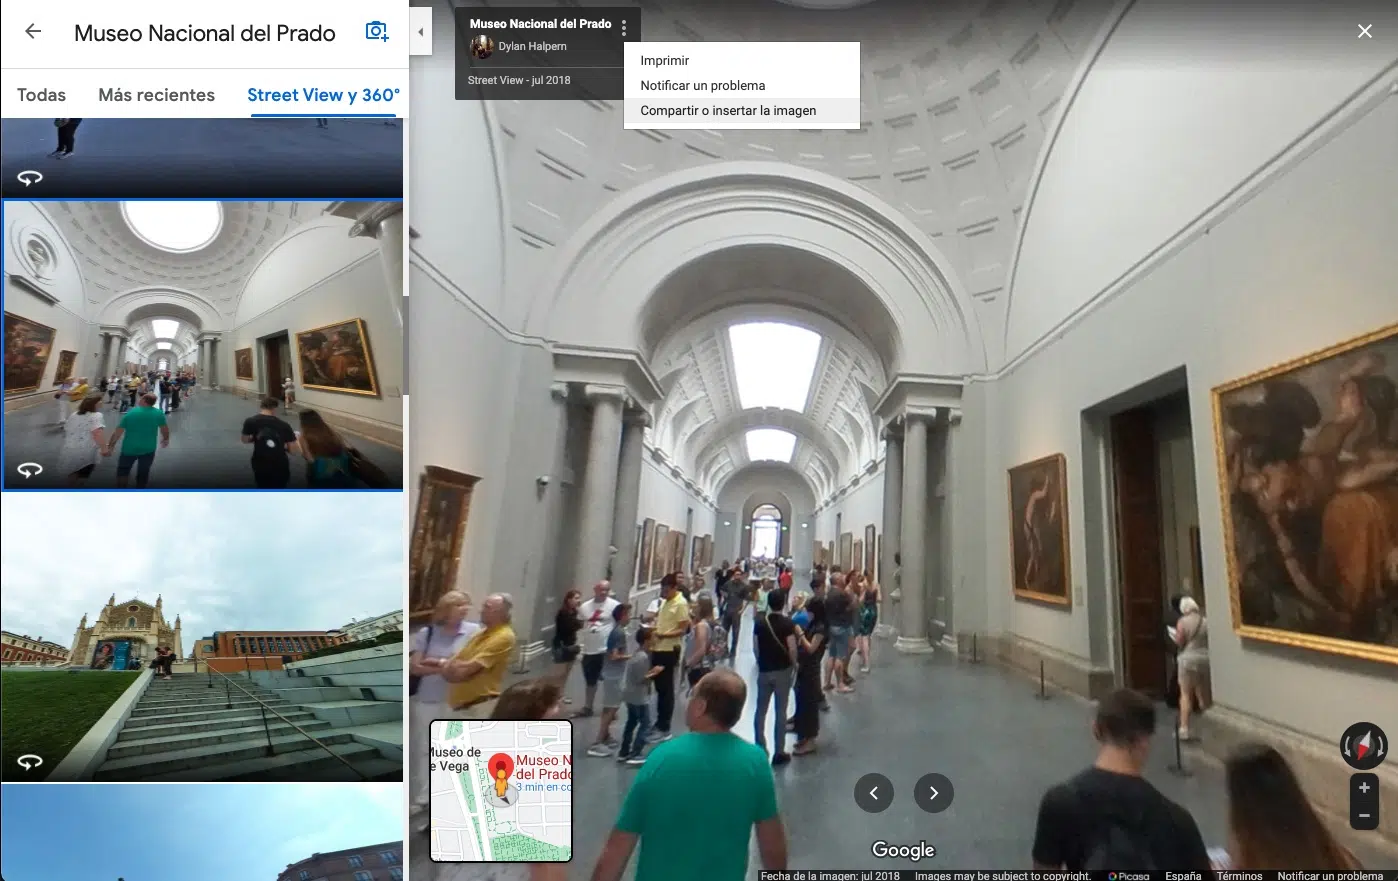 Museo Nacional del Prado
Todas
Más recientes
Street View y 360°
Museo Nacional del Prado
Dylan Halpern
Street View - jul 2018
Imprimir
Notificar un problema
Compartir o insertar la imagen
Museo de
e Vega
Museo N
del Prado
3 min en co
Google
Fecha de la imagen: jul 2018
Images may be subject to copyright.
Picasa
España
Términos
Notificar un problema